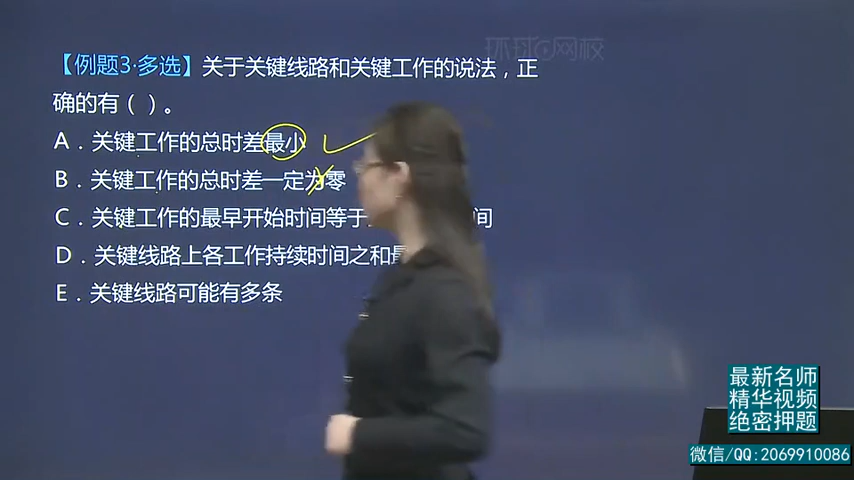 环球网校
【例题3·多选】关于关键线路和关键工作的说法，正
确的有（ ）。
A．关键工作的总时差最小
B．关键工作的总时差一定为零
C．关键工作的最早开始时间等于 间
D．关键线路上各工作持续时间之和最
E．关键线路可能有多条
最新名师
精华视频
绝密押题
微信/QQ:2069910086